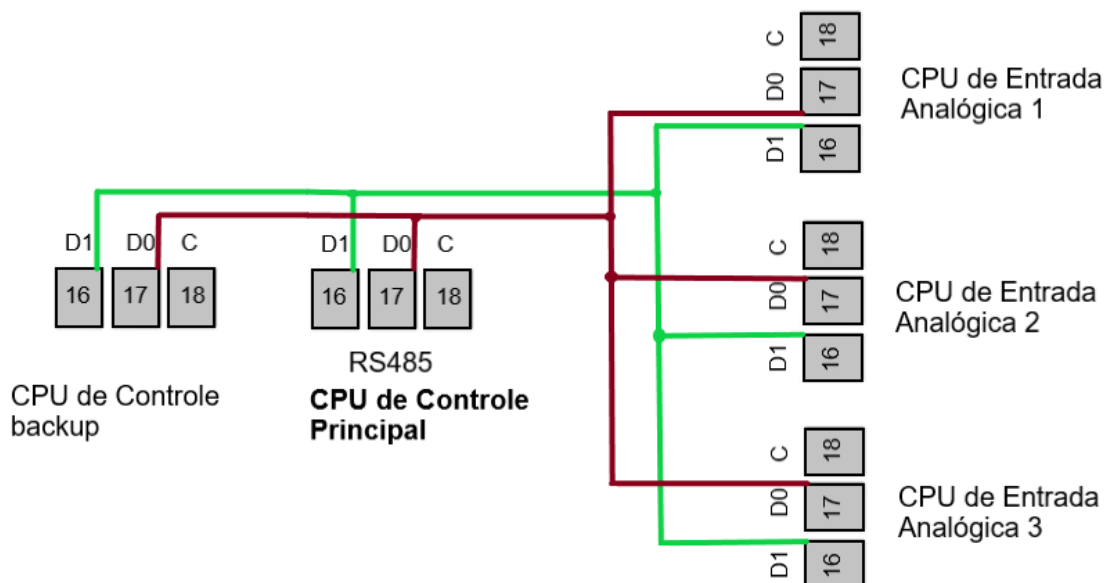 C
18
D0
17
CPU de Entrada
Analógica 1
D1
16
D1
D0
C
16
17
18
CPU de Controle
backup
D1
D0
C
16
17
18
RS485
CPU de Controle
Principal
C
18
D0
17
CPU de Entrada
Analógica 2
D1
16
C
18
D0
17
CPU de Entrada
Analógica 3
D1
16